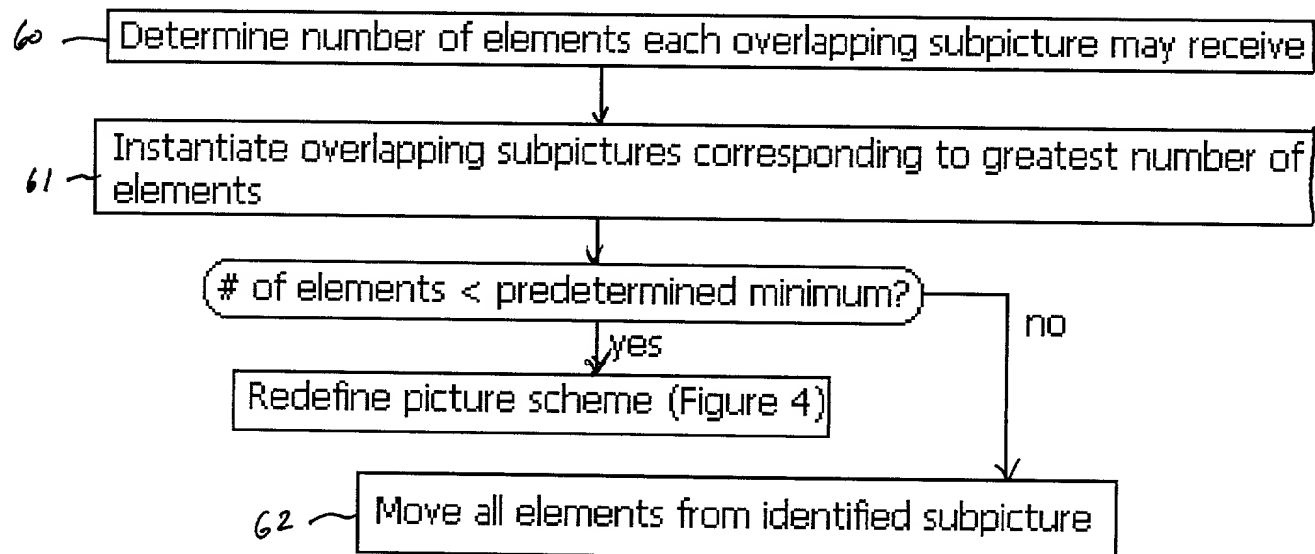 60 Determine number of elements each overlapping subpicture may receive
61 Instantiate overlapping subpictures corresponding to greatest number of
elements
# of elements < predetermined minimum?
no
yes
Redefine picture scheme (Figure 4)
62 Move all elements from identified subpicture